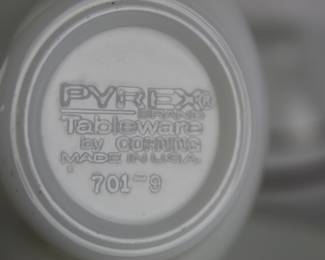 PYREX®
BRAND
Tableware
by CORNING
MADE IN U.S.A.
701-9